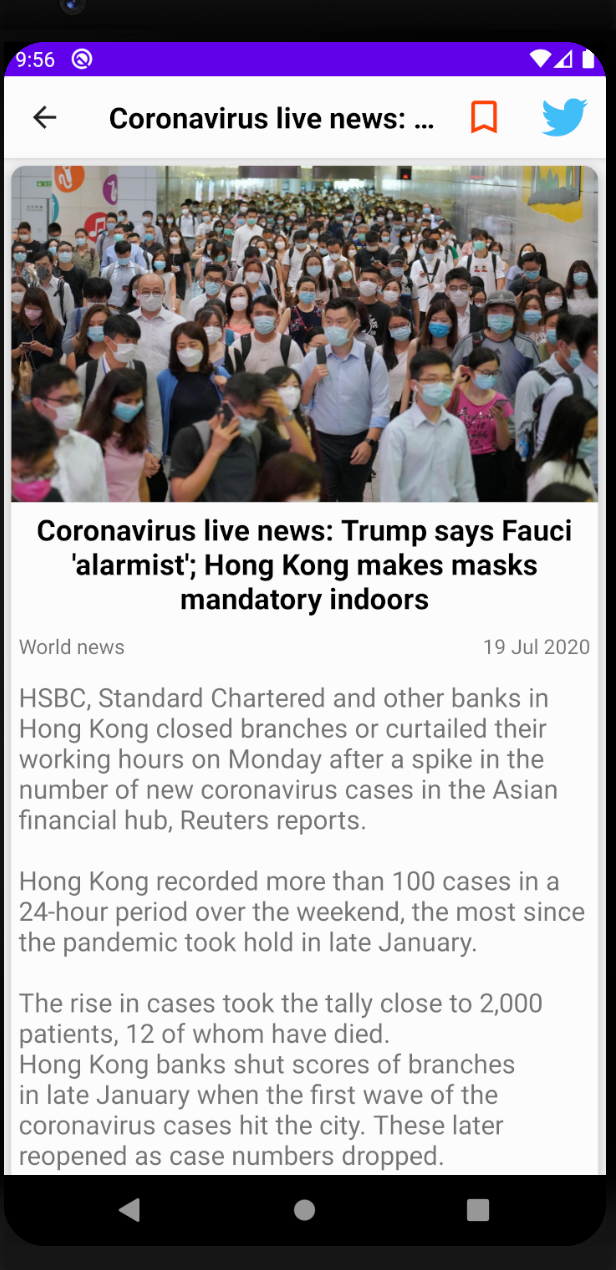 9:56
Coronavirus live news: ...
Coronavirus live news: Trump says Fauci
'alarmist'; Hong Kong makes masks
mandatory indoors
World news
19 Jul 2020
HSBC, Standard Chartered and other banks in
Hong Kong closed branches or curtailed their
working hours on Monday after a spike in the
number of new coronavirus cases in the Asian
financial hub, Reuters reports.
Hong Kong recorded more than 100 cases in a
24-hour period over the weekend, the most since
the pandemic took hold in late January.
The rise in cases took the tally close to 2,000
patients, 12 of whom have died.
Hong Kong banks shut scores of branches
in late January when the first wave of the
coronavirus cases hit the city. These later
reopened as case numbers dropped.